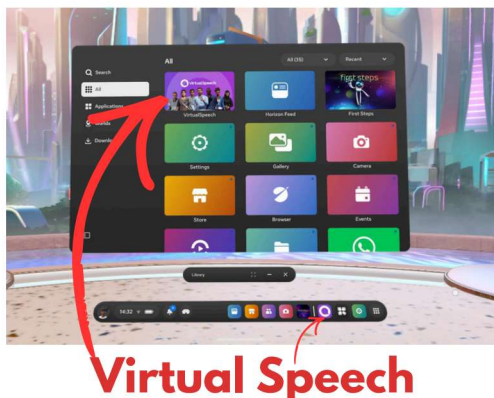 All
All (35)
Recent
Search
All
Applications
Worlds
Downlo
VirtualSpeech
VirtualSpeech
Horizon Feed
first steps
First Steps
Settings
Gallery
Camera
Store
Browser
Events
Library
14:32
Virtual Speech